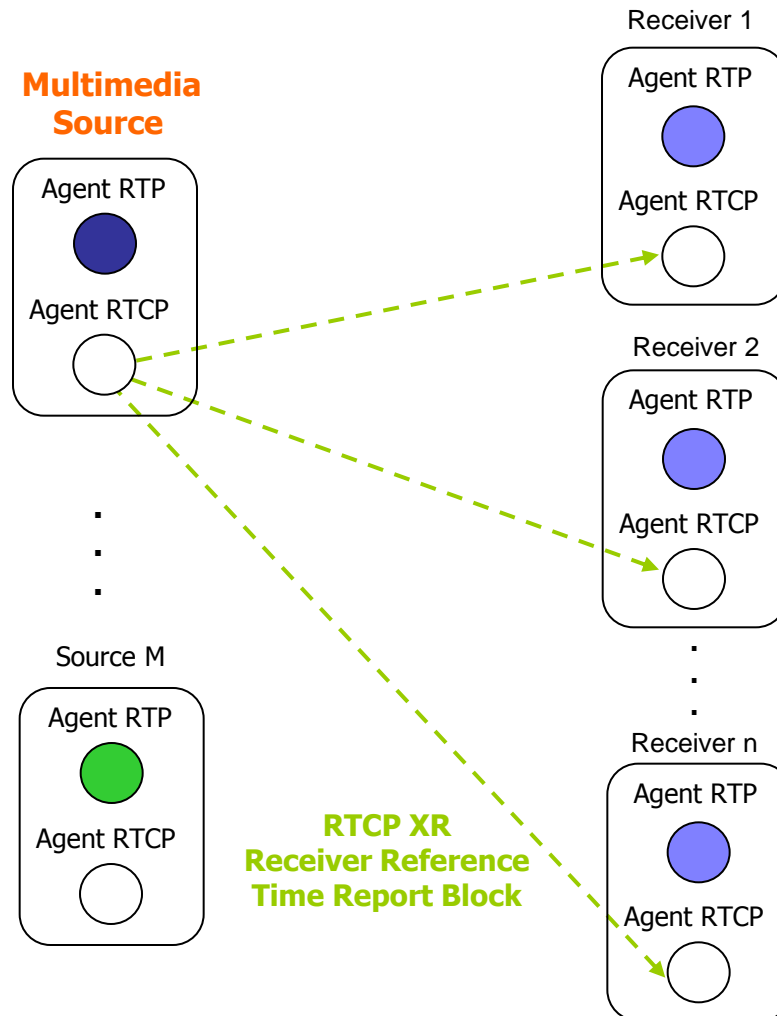 Multimedia
Source
Agent RTP
Agent RTCP
.
.
.
Source M
Agent RTP
Agent RTCP
RTCP XR
Receiver Reference
Time Report Block
Receiver 1
Agent RTP
Agent RTCP
Receiver 2
Agent RTP
Agent RTCP
.
.
.
Receiver n
Agent RTP
Agent RTCP